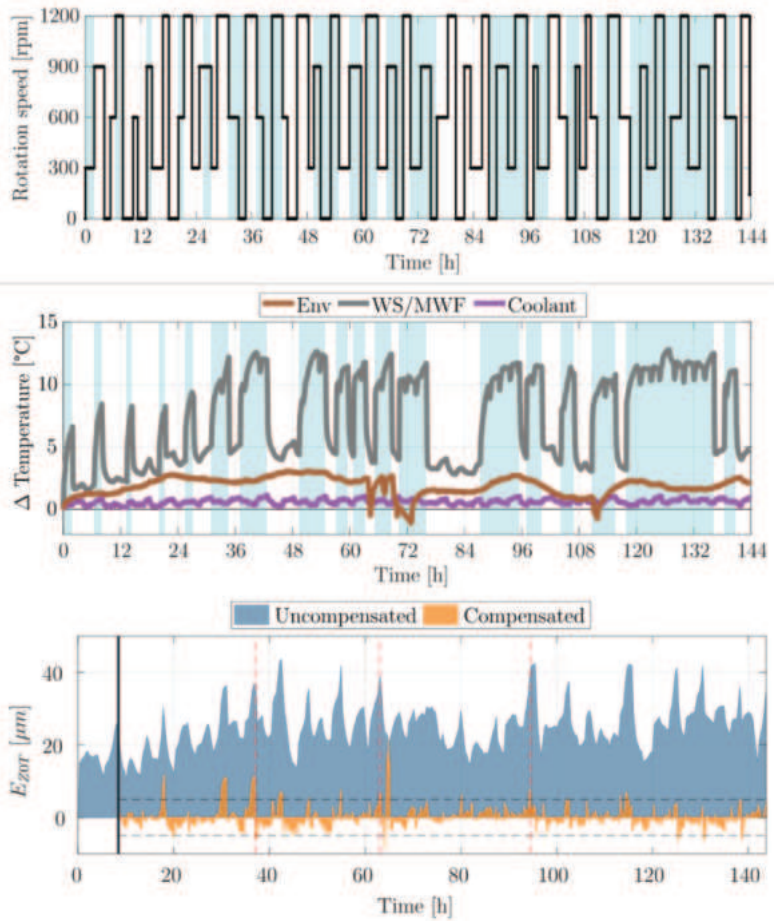 Rotation speed [rpm]
1200
900
600
300
0
0 12 24 36 48 60 72 84 96 108 120 132 144
Time [h]
Env WS/MWF Coolant
Δ Temperature [°C]
15
10
5
0
0 12 24 36 48 60 72 84 96 108 120 132 144
Time [h]
Uncompensated Compensated
E_Z0R [μm]
40
20
0
0 20 40 60 80 100 120 140
Time [h]